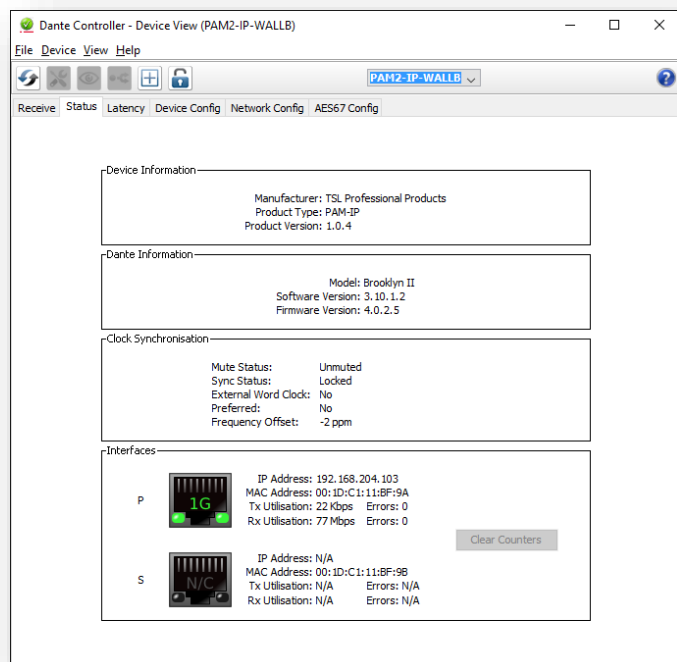 Dante Controller - Device View (PAM2-IP-WALLB)
File Device View Help
PAM2-IP-WALLB
?
Receive Status Latency Device Config Network Config AES67 Config
Device Information
Manufacturer: TSL Professional Products
Product Type: PAM-IP
Product Version: 1.0.4
Dante Information
Model: Brooklyn II
Software Version: 3.10.1.2
Firmware Version: 4.0.2.5
Clock Synchronisation
Mute Status: Unmuted
Sync Status: Locked
External Word Clock: No
Preferred: No
Frequency Offset: -2 ppm
Interfaces
P
1G
IP Address: 192.168.204.103
MAC Address: 00:1D:C1:11:BF:9A
Tx Utilisation: 22 Kbps Errors: 0
Rx Utilisation: 77 Mbps Errors: 0
Clear Counters
S
N/C
IP Address: N/A
MAC Address: 00:1D:C1:11:BF:9B
Tx Utilisation: N/A Errors: N/A
Rx Utilisation: N/A Errors: N/A